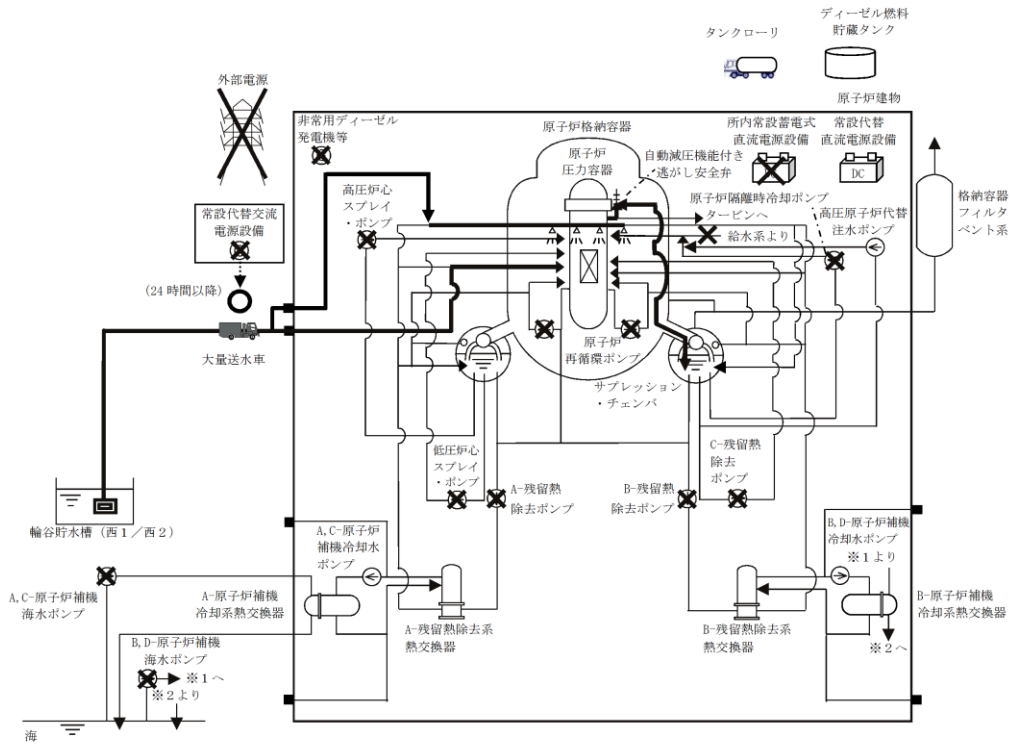 タンクローリ
ディーゼル燃料
貯蔵タンク
外部電源
原子炉建物
非常用ディーゼル
発電機等
原子炉格納容器
所内常設蓄電式
直流電源設備
常設代替
直流電源設備
DC
DC
原子炉
圧力容器
自動減圧機能付き
逃がし安全弁
高圧炉心
スプレイ
・ポンプ
原子炉隔離時冷却ポンプ
タービンへ
高圧原子炉代替
注水ポンプ
給水系より
格納容器
フィルタ
ベント系
常設代替交流
電源設備
(24時間以降)
大量送水車
原子炉
再循環ポンプ
サプレッション
・チェンバ
低圧炉心
スプレイ
・ポンプ
A-残留熱
除去ポンプ
B-残留熱
除去ポンプ
C-残留熱
除去
ポンプ
輪谷貯水槽(西1/西2)
A,C-原子炉
補機冷却水
ポンプ
B,D-原子炉補機
冷却水ポンプ
※1より
A,C-原子炉補機
海水ポンプ
A-原子炉補機
冷却系熱交換器
A-残留熱除去系
熱交換器
B-残留熱除去系
熱交換器
B-原子炉補機
冷却系熱交換器
※2へ
B,D-原子炉補機
海水ポンプ
※1へ
※2より
海